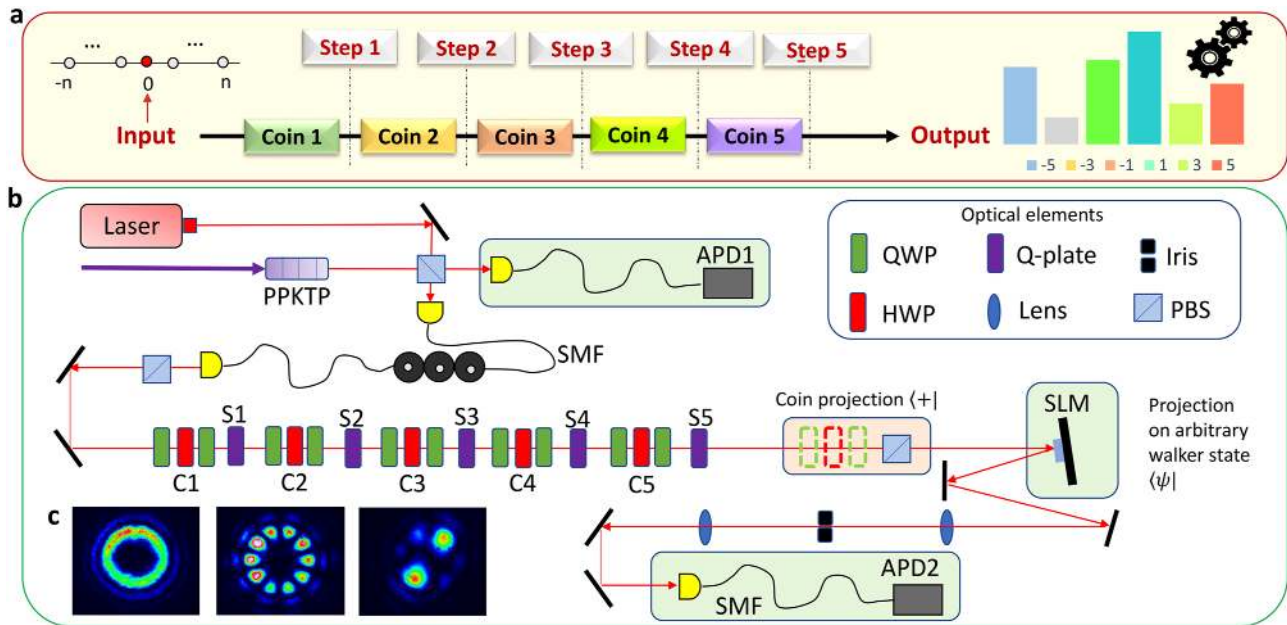 a
... ...
-n 0 n
Input
Step 1 Step 2 Step 3 Step 4 Step 5
Coin 1 Coin 2 Coin 3 Coin 4 Coin 5
Output
-5 -3 -1 1 3 5
b
Laser
PPKTP
APD1
SMF
Optical elements
QWP Q-plate Iris
HWP Lens PBS
S1 S2 S3 S4 S5
C1 C2 C3 C4 C5
Coin projection ⟨+|
SLM
Projection
on arbitrary
walker state
⟨ψ|
c
APD2
SMF